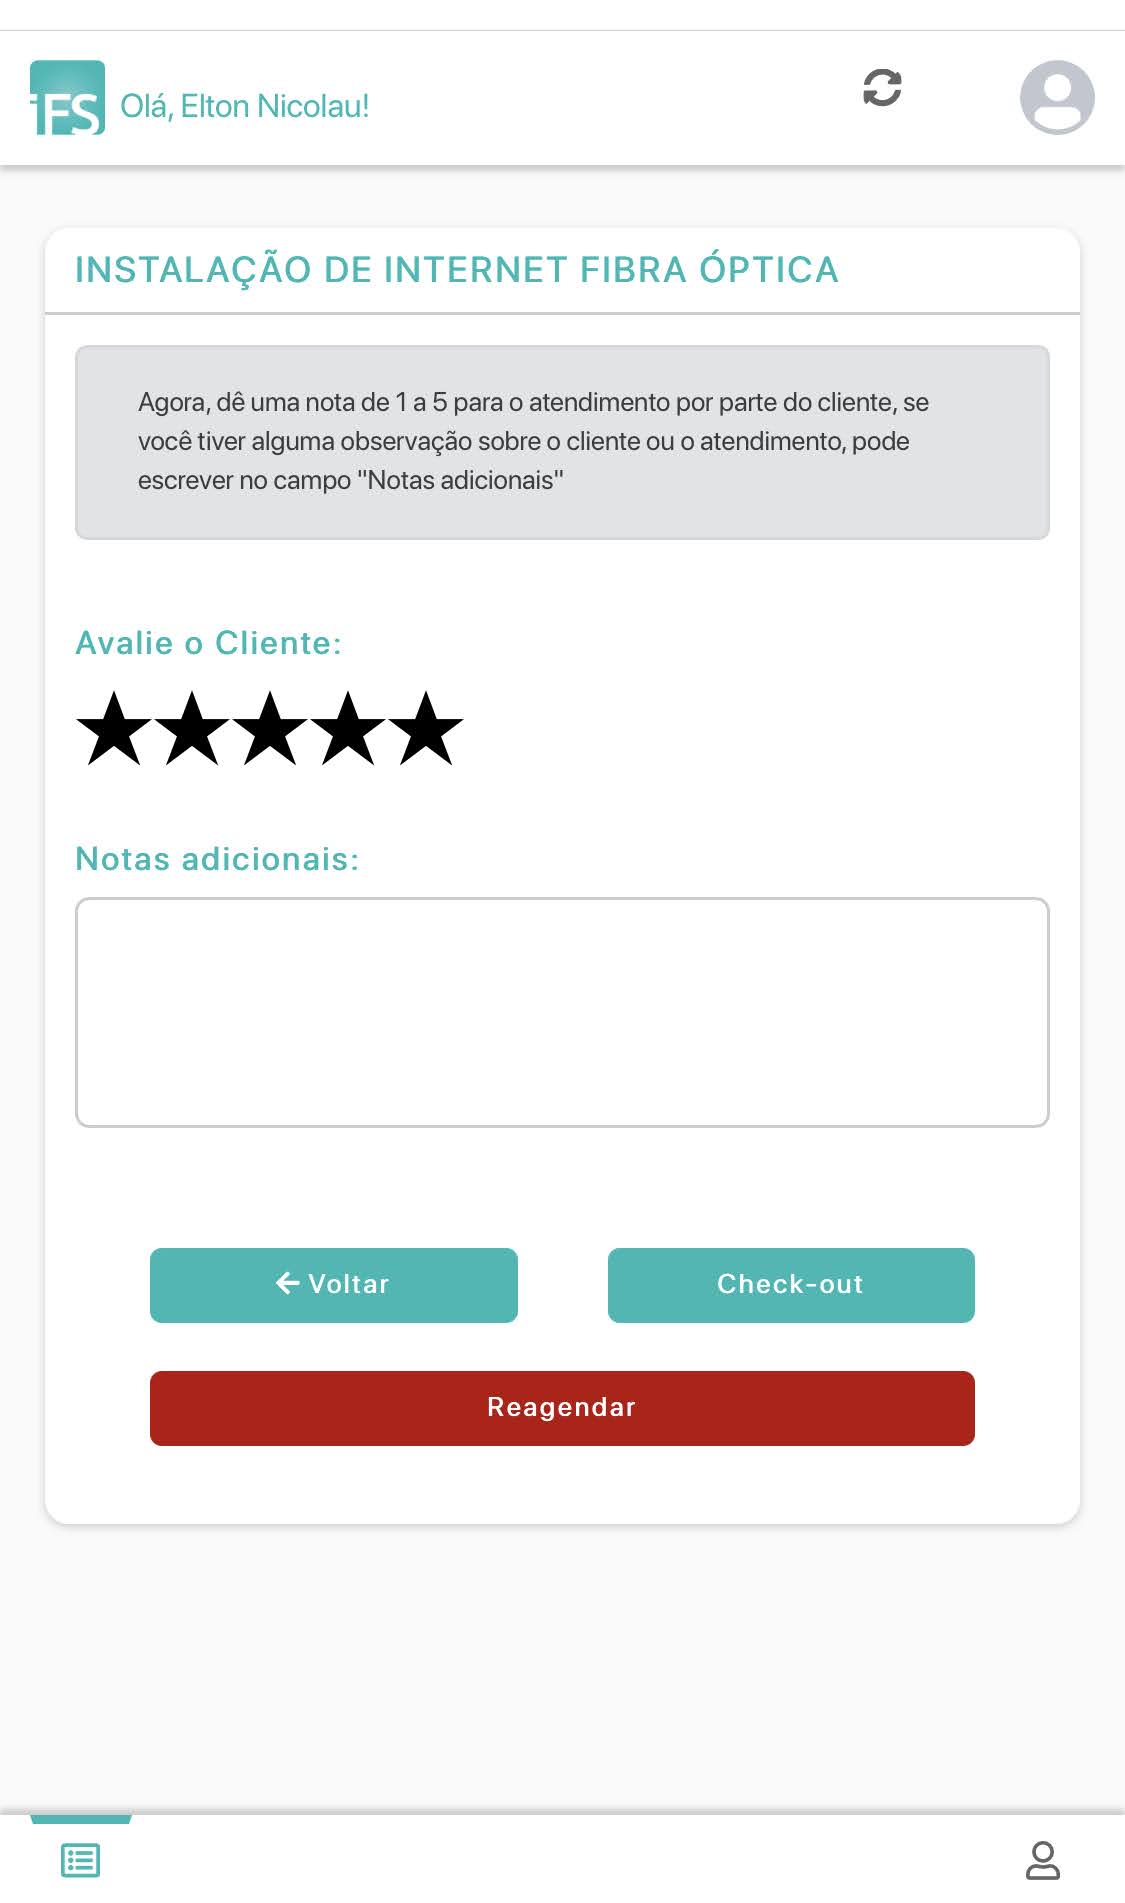 iFS
Olá, Elton Nicolau!
INSTALAÇÃO DE INTERNET FIBRA ÓPTICA
Agora, dê uma nota de 1 a 5 para o atendimento por parte do cliente, se
você tiver alguma observação sobre o cliente ou o atendimento, pode
escrever no campo "Notas adicionais"
Avalie o Cliente:
Notas adicionais:
Voltar
Check-out
Reagendar